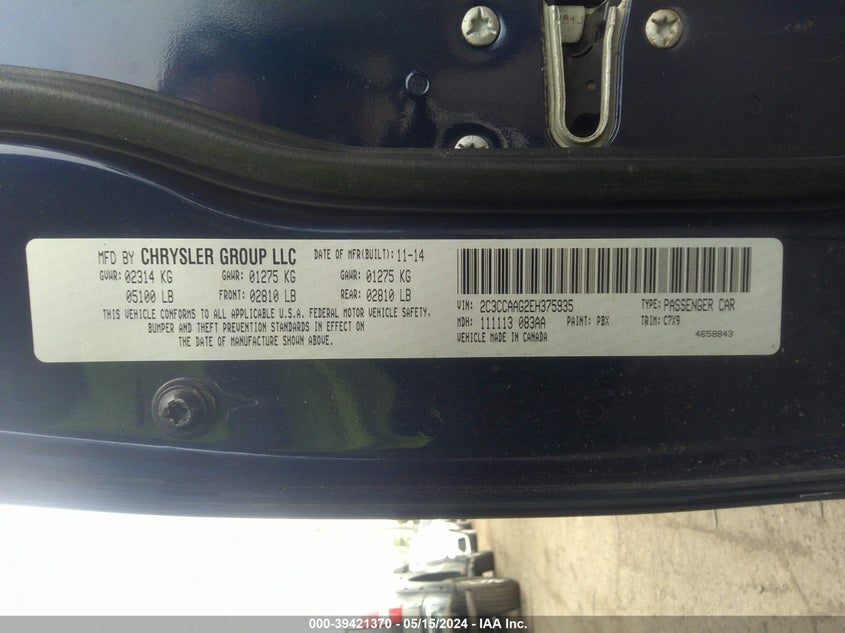 MFD BY CHRYSLER GROUP LLC DATE OF MFR(BUILT): 11-14
GVWR: 02314 KG GAWR: 01275 KG GAWR: 01275 KG
05100 LB FRONT: 02810 LB REAR: 02810 LB
THIS VEHICLE CONFORMS TO ALL APPLICABLE U.S.A. FEDERAL MOTOR VEHICLE SAFETY,
BUMPER AND THEFT PREVENTION STANDARDS IN EFFECT ON
THE DATE OF MANUFACTURE SHOWN ABOVE.
VIN: 2C3CCAAG2EH375935 TYPE: PASSENGER CAR
MDH: 111113 083AA PAINT: PBX TRIM: C7X9
VEHICLE MADE IN CANADA 4658843
000-39421370 - 05/15/2024 - IAA Inc.